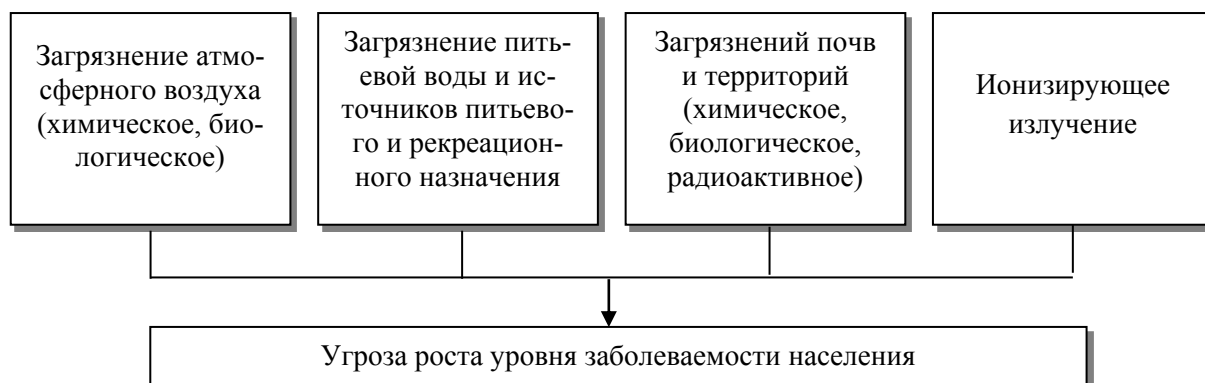 Загрязнение атмо-
сферного воздуха
(химическое, био-
логическое)
Загрязнение пить-
евой воды и ис-
точников питьево-
го и рекреацион-
ного назначения
Загрязнений почв
и территорий
(химическое,
биологическое,
радиоактивное)
Ионизирующее
излучение
Угроза роста уровня заболеваемости населения